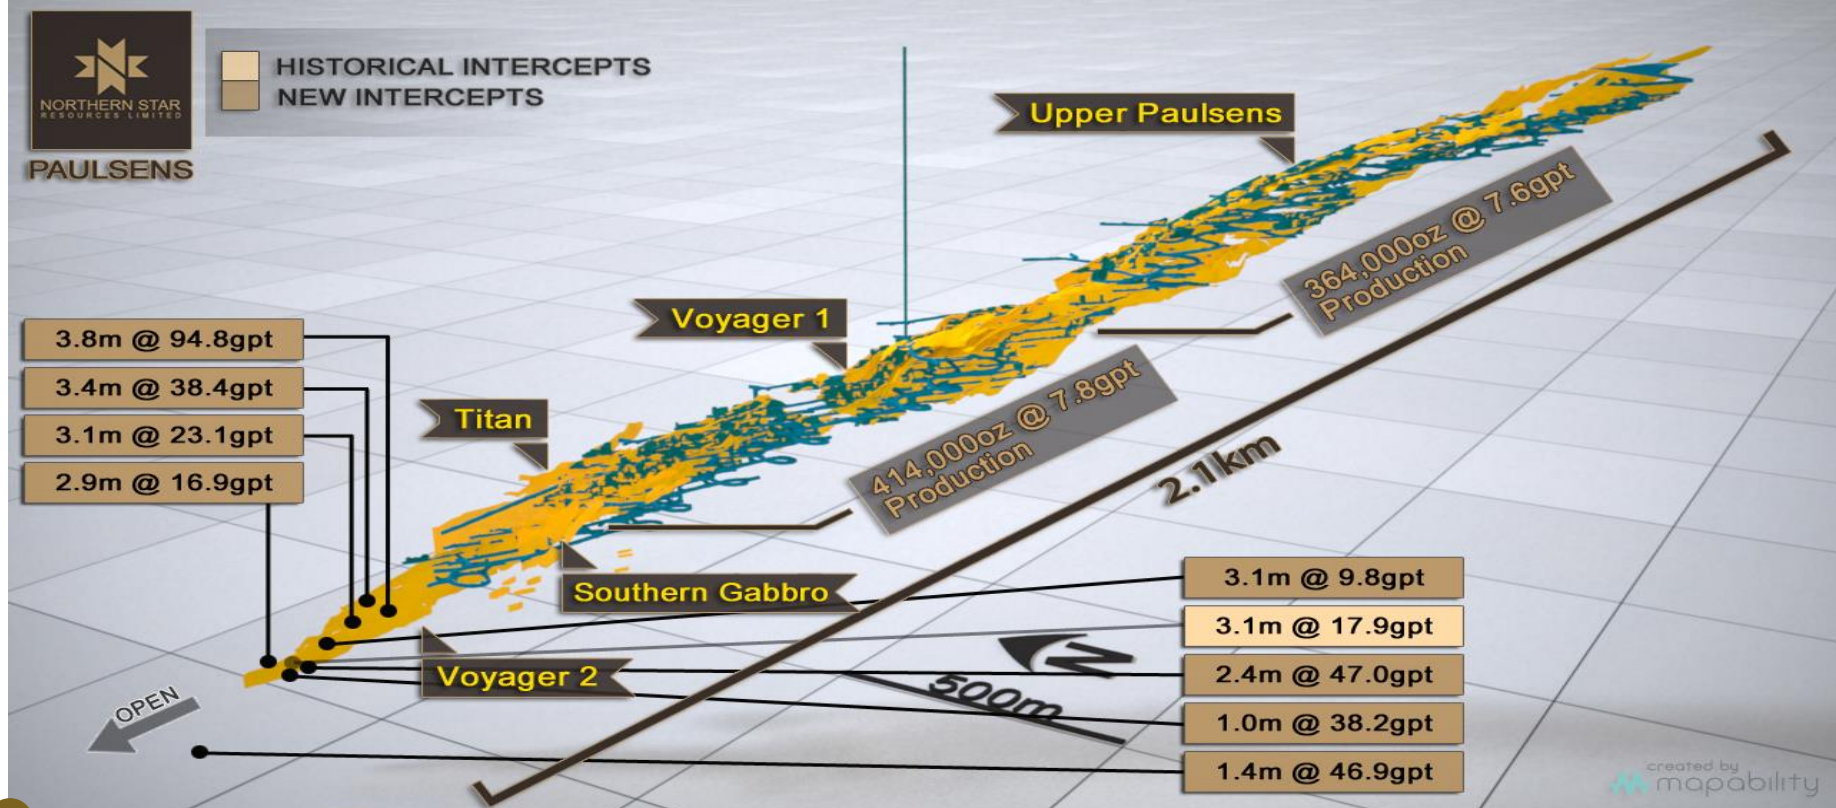 NORTHERN STAR
RESOURCES LIMITED
PAULSENS
HISTORICAL INTERCEPTS
NEW INTERCEPTS
Upper Paulsens
364,000oz @ 7.6gpt
Production
Voyager 1
414,000oz @ 7.8gpt
Production
2.1km
Titan
Southern Gabbro
Voyager 2
3.8m @ 94.8gpt
3.4m @ 38.4gpt
3.1m @ 23.1gpt
2.9m @ 16.9gpt
OPEN
N
500m
3.1m @ 9.8gpt
3.1m @ 17.9gpt
2.4m @ 47.0gpt
1.0m @ 38.2gpt
1.4m @ 46.9gpt
created by
mapability